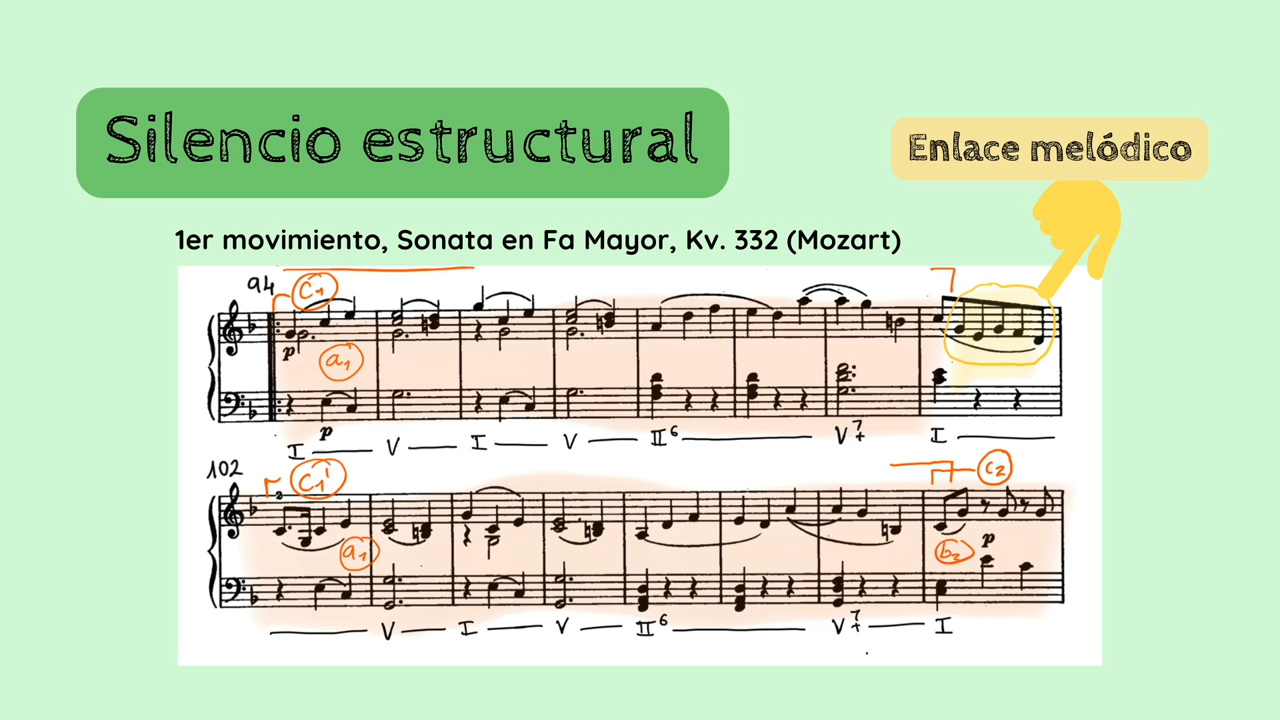 Silencio estructural
Enlace melódico
1er movimiento, Sonata en Fa Mayor, Kv. 332 (Mozart)
94
C1
p
a1
p
I V I V II6 V7+ I
102
C1'
2
C2
a1
b2
p
V I V II6 V7+ I